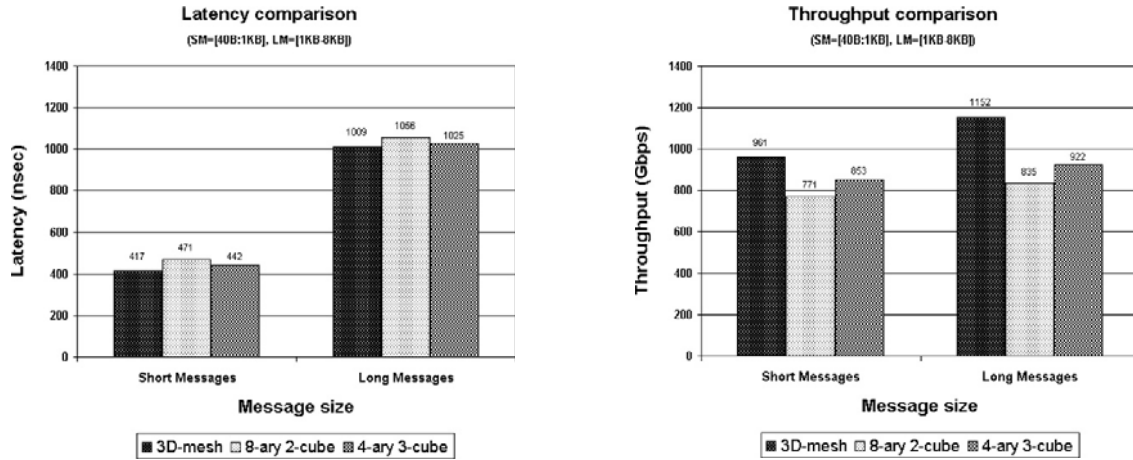 Latency comparison
(SM=[40B:1KB], LM=[1KB-8KB])
Latency (nsec)
1400
1200
1000
800
600
400
200
0
417
471
442
1009
1056
1025
Short Messages
Long Messages
Message size
3D-mesh
8-ary 2-cube
4-ary 3-cube
Throughput comparison
(SM=[40B:1KB], LM=[1KB-8KB])
Throughput (Gbps)
1400
1200
1000
800
600
400
200
0
961
771
853
1152
835
922
Short Messages
Long Messages
Message size
3D-mesh
8-ary 2-cube
4-ary 3-cube